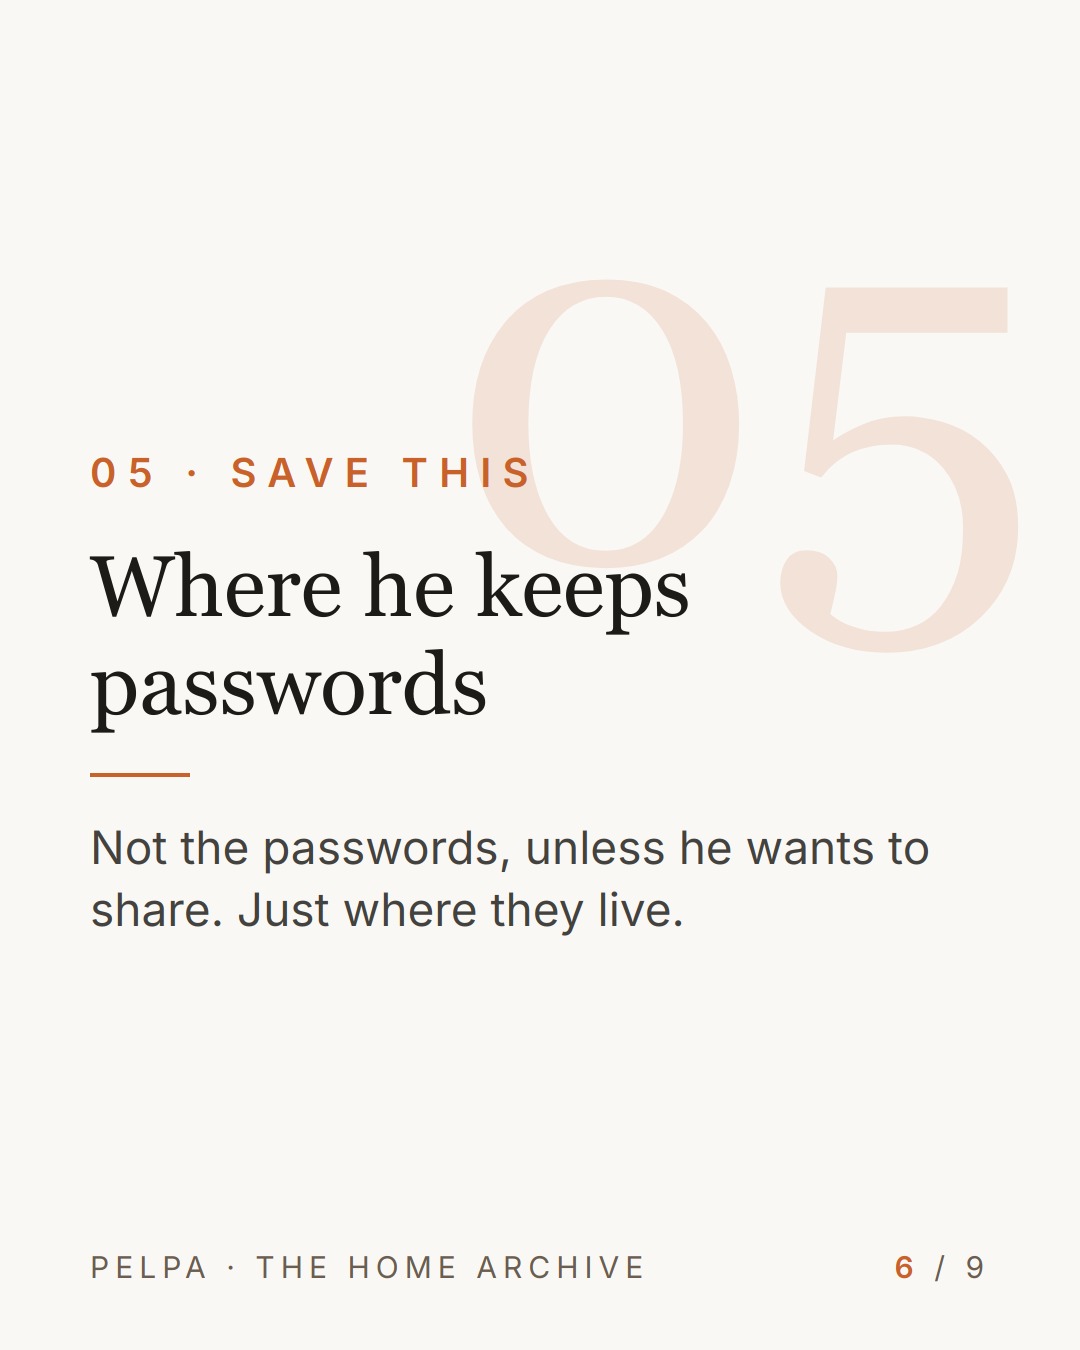 05
05 · SAVE THIS
Where he keeps
passwords
Not the passwords, unless he wants to
share. Just where they live.
PELPA · THE HOME ARCHIVE
6 / 9